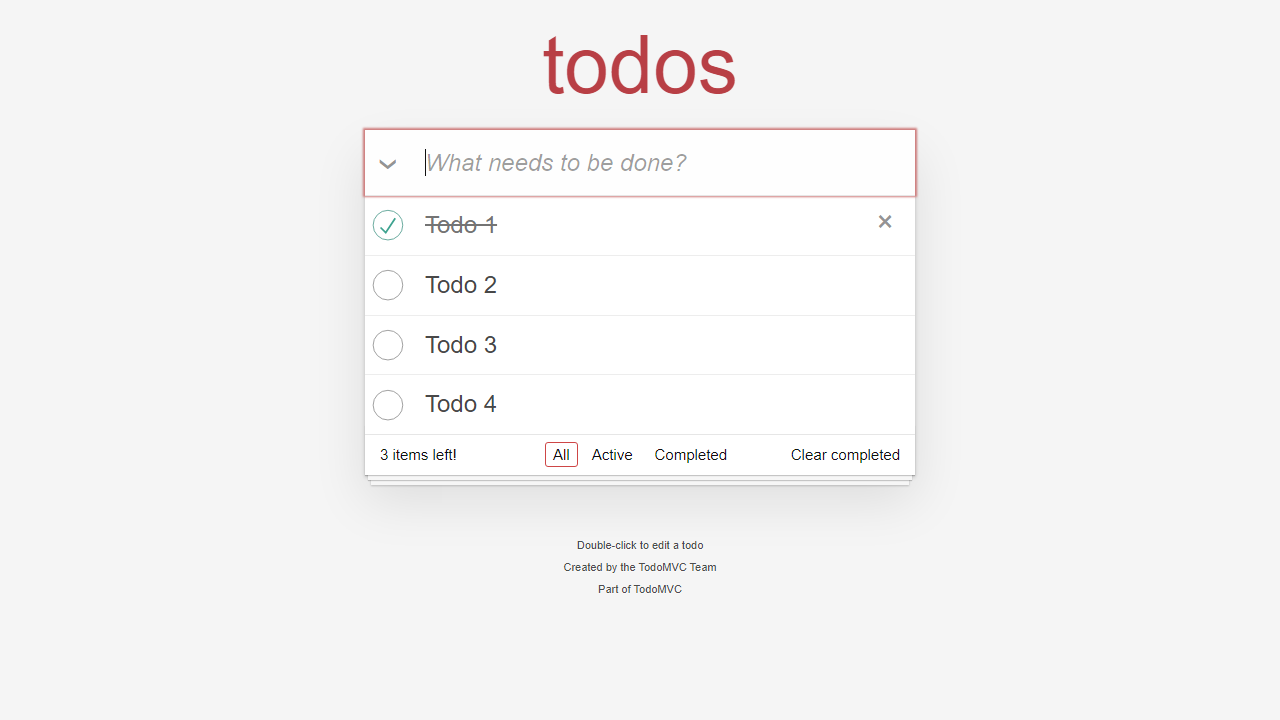 todos
What needs to be done?
Todo 1
Todo 2
Todo 3
Todo 4
3 items left! All Active Completed Clear completed
Double-click to edit a todo
Created by the TodoMVC Team
Part of TodoMVC